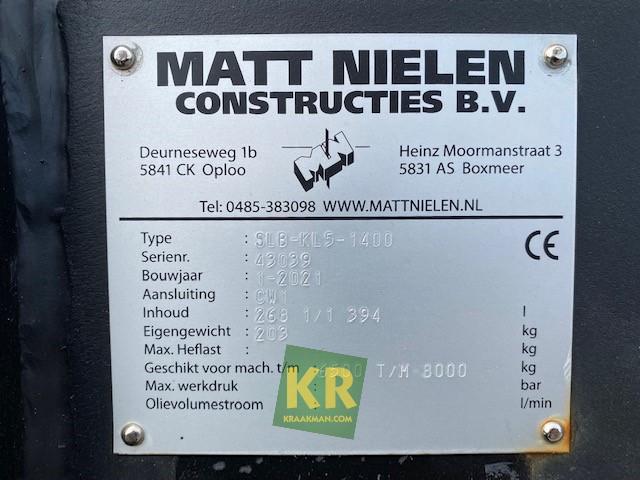 MATT NIELEN
CONSTRUCTIES B.V.
Deurneseweg 1b
5841 CK Oploo
Heinz Moormanstraat 3
5831 AS Boxmeer
Tel: 0485-383098 WWW.MATTNIELEN.NL
Type : SLB-KL5-1400
Serienr. : 43039
Bouwjaar : 1-2021
Aansluiting : CW1
Inhoud : 268 1/1 394 l
Eigengewicht : 203 kg
Max. Heflast : kg
Geschikt voor mach. t/m : 6500 T/M 8000 kg
Max. werkdruk : bar
Olievolumestroom : l/min
CE
KR
KRAAKMAN.COM